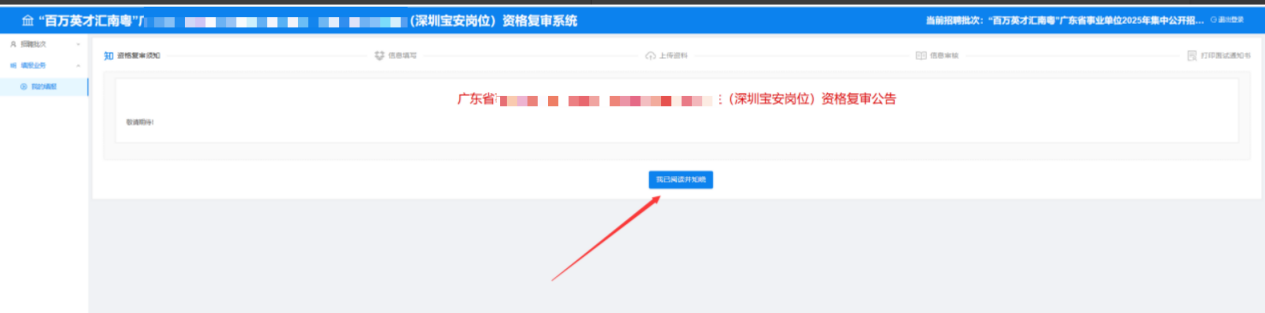 “百万英才汇南粤”
（深圳宝安岗位）资格复审系统
当前招聘批次：“百万英才汇南粤”广东省事业单位2025年集中公开招...
退出登录
招聘批次
填报业务
我的填报
资格复审须知
信息填写
上传资料
信息审核
打印面试通知书
广东省
（深圳宝安岗位）资格复审公告
敬请期待！
我已阅读并知晓